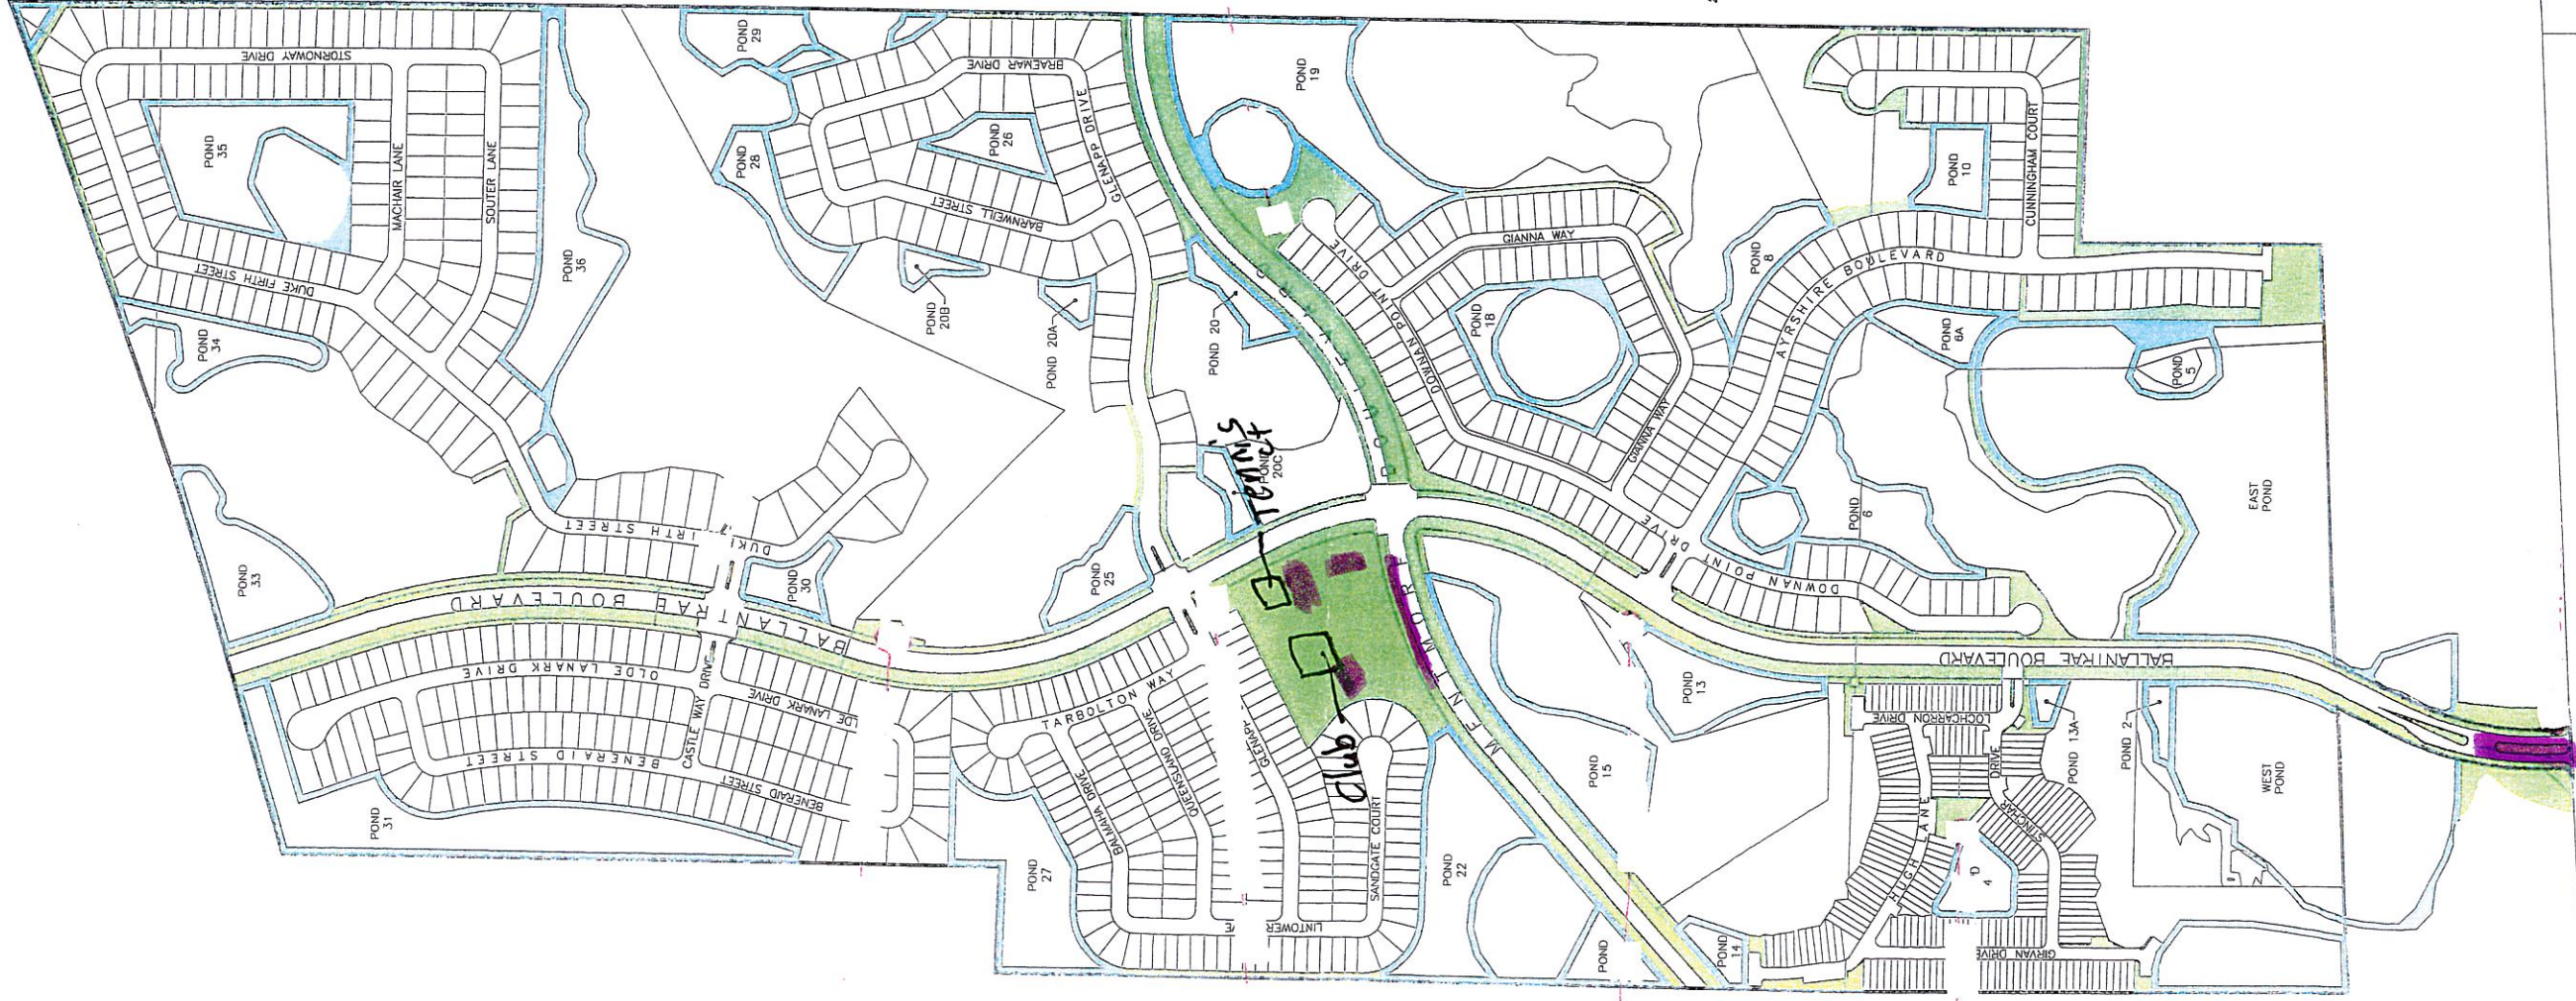 STORNOWAY DRIVE
POND
35
MACHAIR LANE
SOUTER LANE
DUKE FIRTH STREET
POND
34
POND
36
POND
29
BRAEMAR DRIVE
POND
28
POND
26
GLENAPP DRIVE
BARNWEILL STREET
POND
20B
POND 20A
POND
19
POND 20
BOULEVARD
DOWNAN POINT DRIVE
GIANNA WAY
POND
18
GIANNA WAY
POND
8
POND
10
CUNNINGHAM COURT
AYRSHIRE BOULEVARD
POND
6A
POND
5
POND
33
DUKE FIRTH STREET
POND
30
POND
25
Tennis
POND
20C
DOWNAN POINT DRIVE
POND
6
EAST
POND
BALLANTRAE BOULEVARD
OLDE LANARK DRIVE
CASTLE WAY DRIVE
OLDE LANARK DRIVE
BENERAID STREET
BENERAID STREET
POND
31
TARBOLTON WAY
QUEENSLAND DRIVE
BALMAHA DRIVE
GLENAPP
Club
SANDGATE COURT
LINTOWER
POND
27
MENTMORE
POND
22
POND
POND
15
POND
13
POND
14
BALLANTRAE BOULEVARD
LOCHCARRON DRIVE
HUGH LANE
STINCHAR DRIVE
POND 13A
POND 2
4
GIRVAN DRIVE
WEST
POND